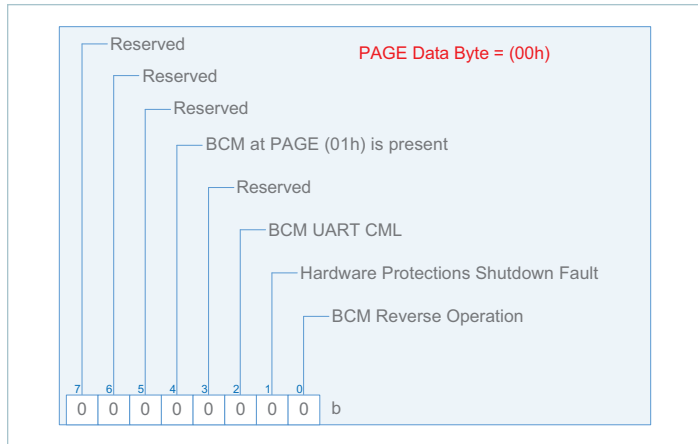 Reserved
PAGE Data Byte = (00h)
Reserved
Reserved
BCM at PAGE (01h) is present
Reserved
BCM UART CML
Hardware Protections Shutdown Fault
BCM Reverse Operation
7 6 5 4 3 2 1 0
0 0 0 0 0 0 0 0 b